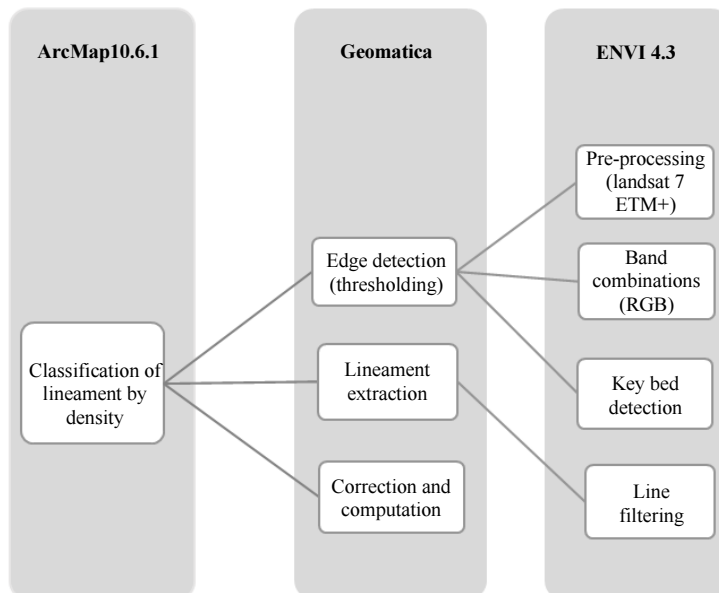 ArcMap10.6.1
Classification of
lineament by
density
Geomatica
Edge detection
(thresholding)
Lineament
extraction
Correction and
computation
ENVI 4.3
Pre-processing
(landsat 7
ETM+)
Band
combinations
(RGB)
Key bed
detection
Line
filtering